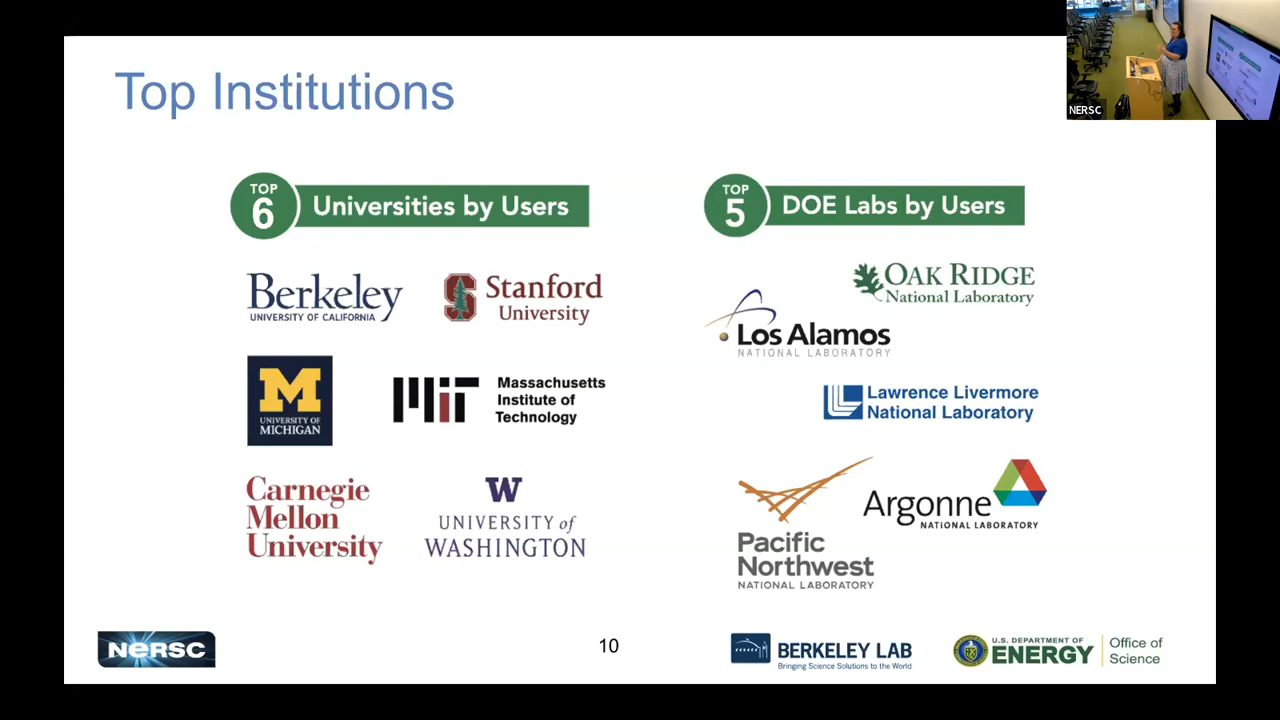 Top Institutions
NERSC
TOP
6
Universities by Users
TOP
5
DOE Labs by Users
Berkeley
UNIVERSITY OF CALIFORNIA
Stanford
University
OAK RIDGE
National Laboratory
Los Alamos
NATIONAL LABORATORY
M
UNIVERSITY OF
MICHIGAN
MIT
Massachusetts
Institute of
Technology
Lawrence Livermore
National Laboratory
Carnegie
Mellon
University
W
UNIVERSITY of
WASHINGTON
Pacific
Northwest
NATIONAL LABORATORY
Argonne
NATIONAL LABORATORY
NERSC
10
BERKELEY LAB
Bringing Science Solutions to the World
U.S. DEPARTMENT OF
ENERGY
Office of
Science